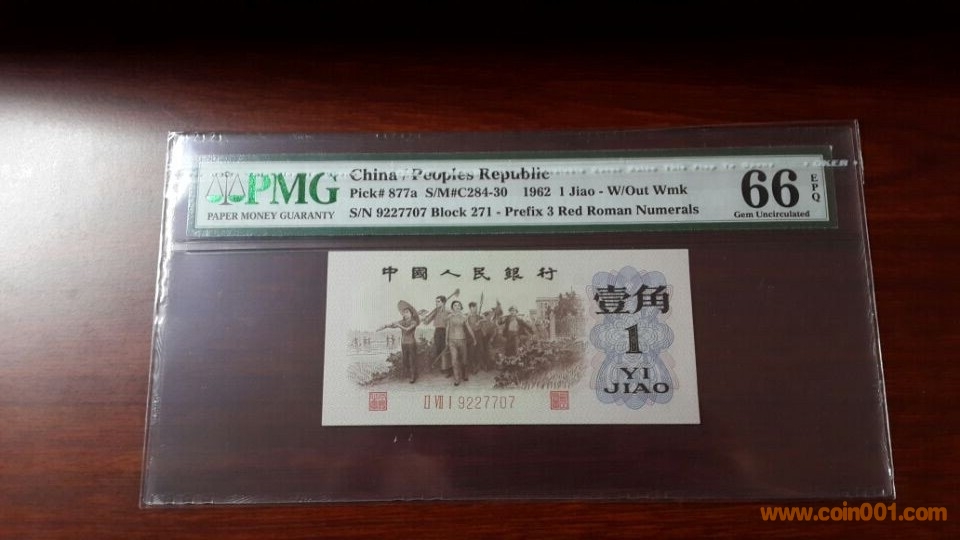 PMG
PAPER MONEY GUARANTY
China - Peoples Republic
Pick# 877a S/M#C284-30 1962 1 Jiao - W/Out Wmk
S/N 9227707 Block 271 - Prefix 3 Red Roman Numerals
66
EPQ
Gem Uncirculated
中國人民銀行
壹角
1
YI
JIAO
II VII I 9227707
www.coin001.com